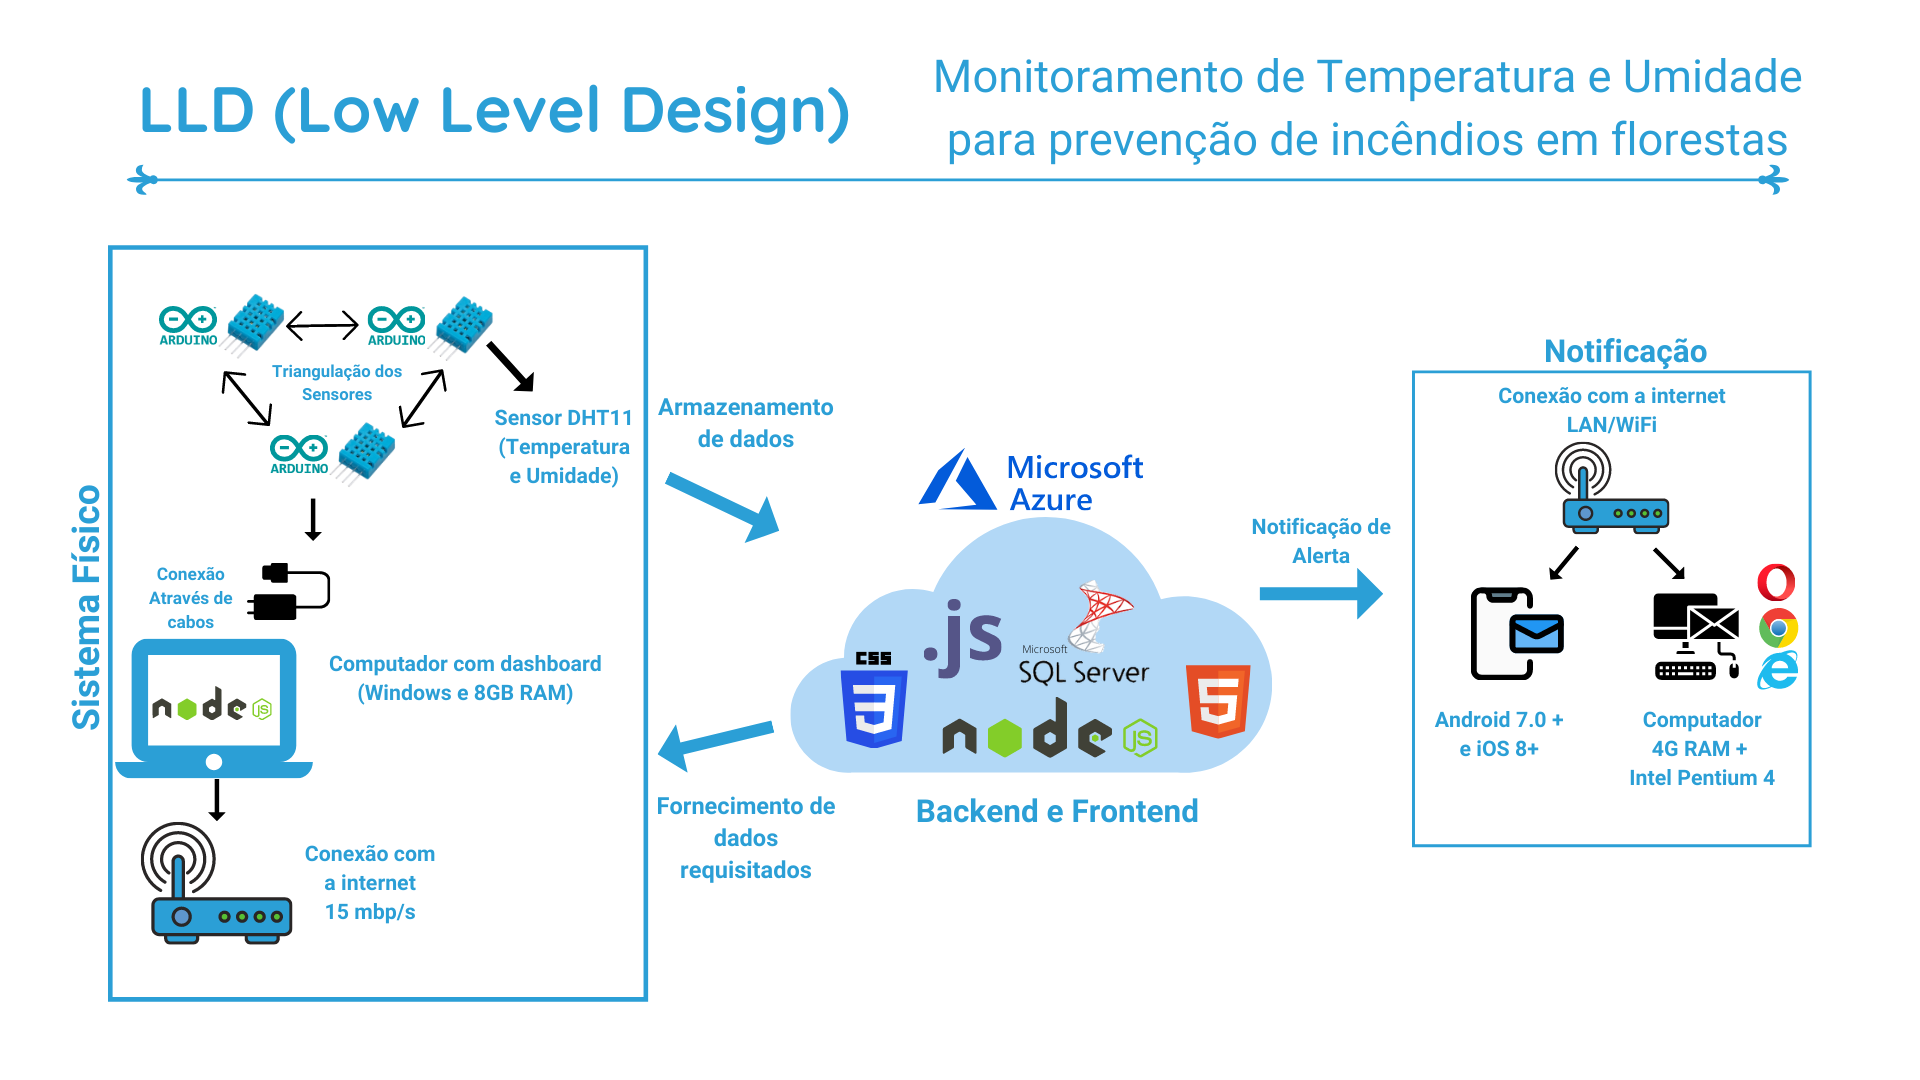 LLD (Low Level Design)
Monitoramento de Temperatura e Umidade
para prevenção de incêndios em florestas
Sistema Físico
ARDUINO
ARDUINO
Triangulação dos
Sensores
ARDUINO
Sensor DHT11
(Temperatura
e Umidade)
Conexão
Através de
cabos
node
JS
Computador com dashboard
(Windows e 8GB RAM)
Conexão com
a internet
15 mbp/s
Armazenamento
de dados
Fornecimento de
dados
requisitados
Microsoft
Azure
.js
Microsoft
SQL Server
CSS
3
5
node
JS
Backend e Frontend
Notificação de
Alerta
Notificação
Conexão com a internet
LAN/WiFi
Android 7.0 +
e iOS 8+
Computador
4G RAM +
Intel Pentium 4